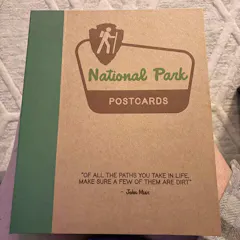 National Park
POSTCARDS
"OF ALL THE PATHS YOU TAKE IN LIFE,
MAKE SURE A FEW OF THEM ARE DIRT"
- John Muir